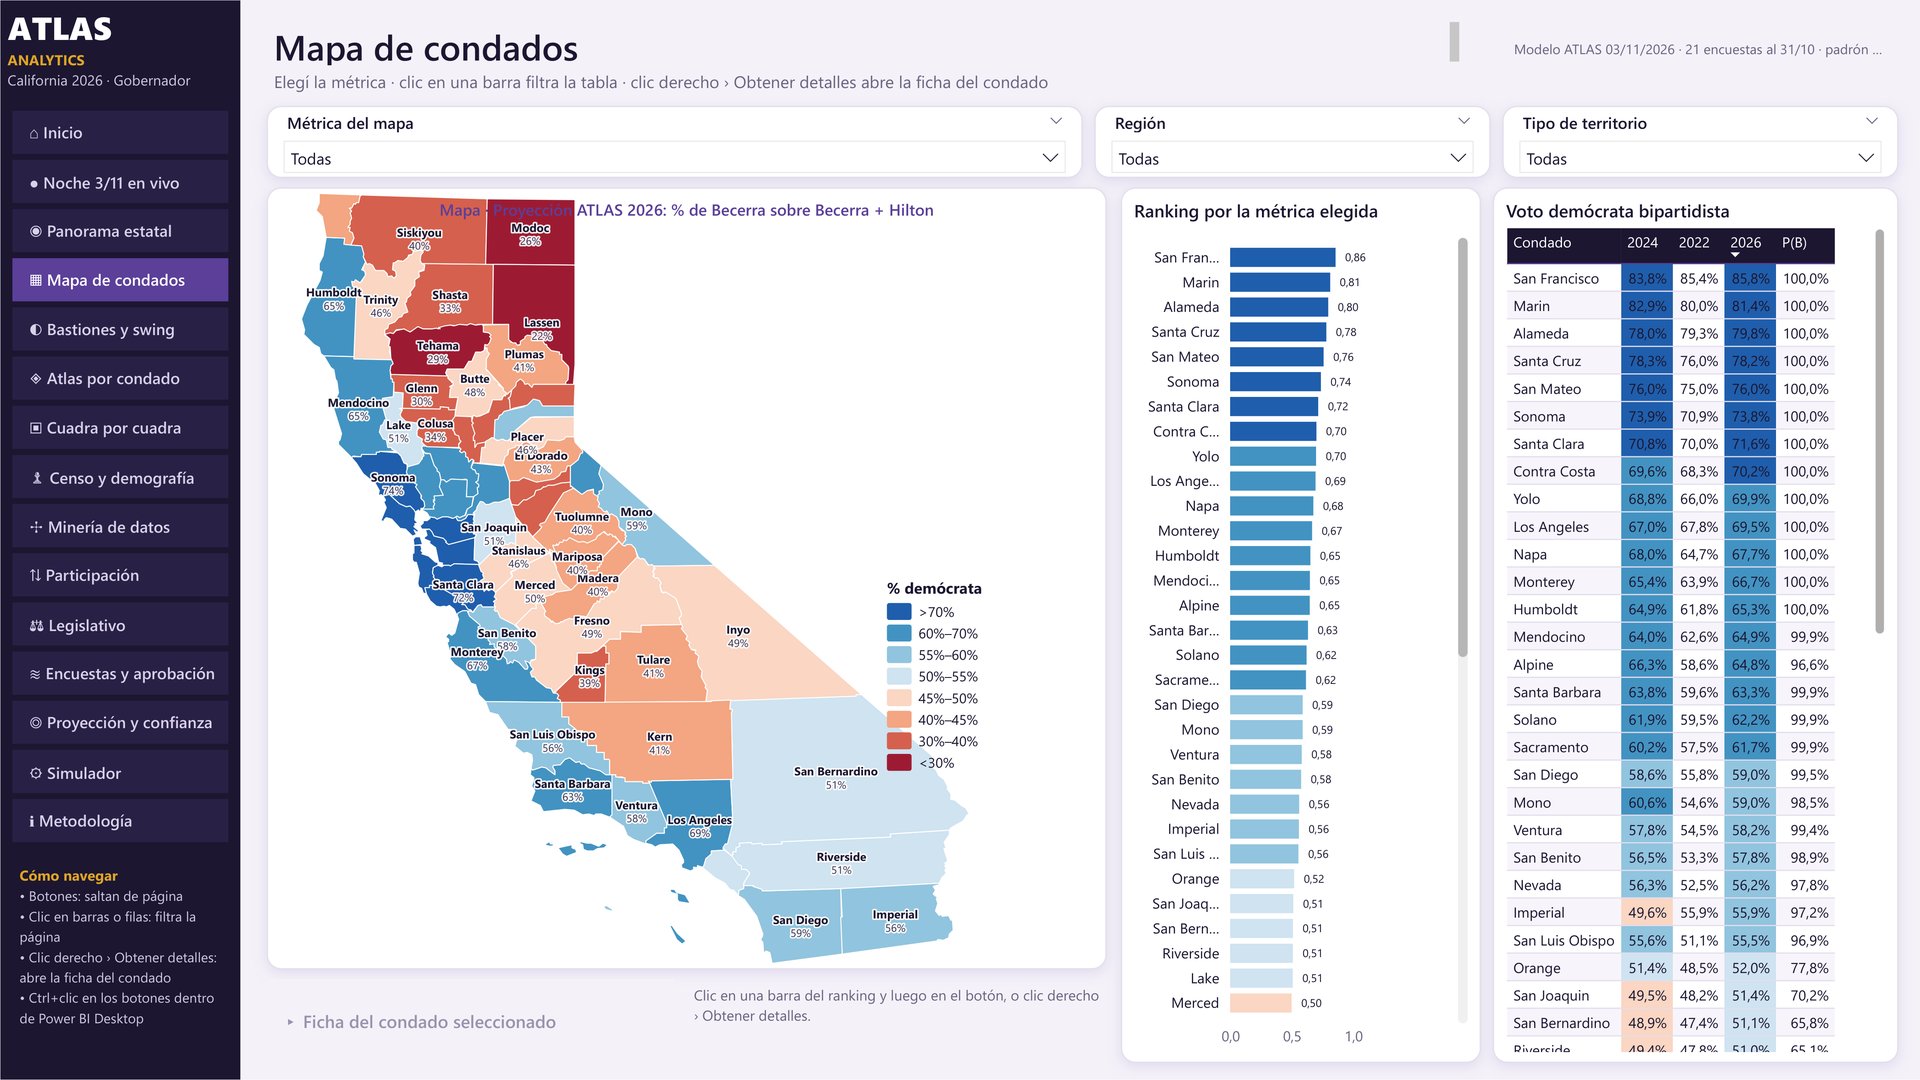 ATLAS
ANALYTICS
California 2026 · Gobernador
⌂ Inicio
● Noche 3/11 en vivo
◉ Panorama estatal
▦ Mapa de condados
◐ Bastiones y swing
◈ Atlas por condado
▣ Cuadra por cuadra
Censo y demografía
Minería de datos
⇅ Participación
Legislativo
≋ Encuestas y aprobación
◎ Proyección y confianza
Simulador
ℹ Metodología
Cómo navegar
• Botones: saltan de página
• Clic en barras o filas: filtra la
página
• Clic derecho › Obtener detalles:
abre la ficha del condado
• Ctrl+clic en los botones dentro
de Power BI Desktop
Mapa de condados
Elegí la métrica · clic en una barra filtra la tabla · clic derecho › Obtener detalles abre la ficha del condado
Modelo ATLAS 03/11/2026 · 21 encuestas al 31/10 · padrón ...
Métrica del mapa
Todas
Región
Todas
Tipo de territorio
Todas
Mapa · Proyección ATLAS 2026: % de Becerra sobre Becerra + Hilton
Siskiyou
40%
Modoc
26%
Humboldt
65%
Trinity
46%
Shasta
33%
Lassen
22%
Tehama
29%
Plumas
41%
Butte
48%
Glenn
30%
Mendocino
65%
Lake
51%
Colusa
34%
Placer
46%
El Dorado
43%
Sonoma
74%
Mono
59%
Tuolumne
40%
San Joaquin
51%
Stanislaus
46%
Mariposa
40%
Madera
40%
Santa Clara
72%
Merced
50%
Fresno
49%
San Benito
58%
Monterey
67%
Inyo
49%
Kings
39%
Tulare
41%
San Luis Obispo
56%
Kern
41%
San Bernardino
51%
Santa Barbara
63%
Ventura
58%
Los Angeles
69%
Riverside
51%
San Diego
59%
Imperial
56%
% demócrata
>70%
60%–70%
55%–60%
50%–55%
45%–50%
40%–45%
30%–40%
<30%
▸ Ficha del condado seleccionado
Clic en una barra del ranking y luego en el botón, o clic derecho
› Obtener detalles.
Ranking por la métrica elegida
San Fran... 0,86
Marin 0,81
Alameda 0,80
Santa Cruz 0,78
San Mateo 0,76
Sonoma 0,74
Santa Clara 0,72
Contra C... 0,70
Yolo 0,70
Los Ange... 0,69
Napa 0,68
Monterey 0,67
Humboldt 0,65
Mendoci... 0,65
Alpine 0,65
Santa Bar... 0,63
Solano 0,62
Sacrame... 0,62
San Diego 0,59
Mono 0,59
Ventura 0,58
San Benito 0,58
Nevada 0,56
Imperial 0,56
San Luis ... 0,56
Orange 0,52
San Joaq... 0,51
San Bern... 0,51
Riverside 0,51
Lake 0,51
Merced 0,50
0,0 0,5 1,0
Voto demócrata bipartidista
Condado 2024 2022 2026 P(B)
San Francisco 83,8% 85,4% 85,8% 100,0%
Marin 82,9% 80,0% 81,4% 100,0%
Alameda 78,0% 79,3% 79,8% 100,0%
Santa Cruz 78,3% 76,0% 78,2% 100,0%
San Mateo 76,0% 75,0% 76,0% 100,0%
Sonoma 73,9% 70,9% 73,8% 100,0%
Santa Clara 70,8% 70,0% 71,6% 100,0%
Contra Costa 69,6% 68,3% 70,2% 100,0%
Yolo 68,8% 66,0% 69,9% 100,0%
Los Angeles 67,0% 67,8% 69,5% 100,0%
Napa 68,0% 64,7% 67,7% 100,0%
Monterey 65,4% 63,9% 66,7% 100,0%
Humboldt 64,9% 61,8% 65,3% 100,0%
Mendocino 64,0% 62,6% 64,9% 99,9%
Alpine 66,3% 58,6% 64,8% 96,6%
Santa Barbara 63,8% 59,6% 63,3% 99,9%
Solano 61,9% 59,5% 62,2% 99,9%
Sacramento 60,2% 57,5% 61,7% 99,9%
San Diego 58,6% 55,8% 59,0% 99,5%
Mono 60,6% 54,6% 59,0% 98,5%
Ventura 57,8% 54,5% 58,2% 99,4%
San Benito 56,5% 53,3% 57,8% 98,9%
Nevada 56,3% 52,5% 56,2% 97,8%
Imperial 49,6% 55,9% 55,9% 97,2%
San Luis Obispo 55,6% 51,1% 55,5% 96,9%
Orange 51,4% 48,5% 52,0% 77,8%
San Joaquin 49,5% 48,2% 51,4% 70,2%
San Bernardino 48,9% 47,4% 51,1% 65,8%
Riverside 49,4% 47,8% 51,0% 65,1%